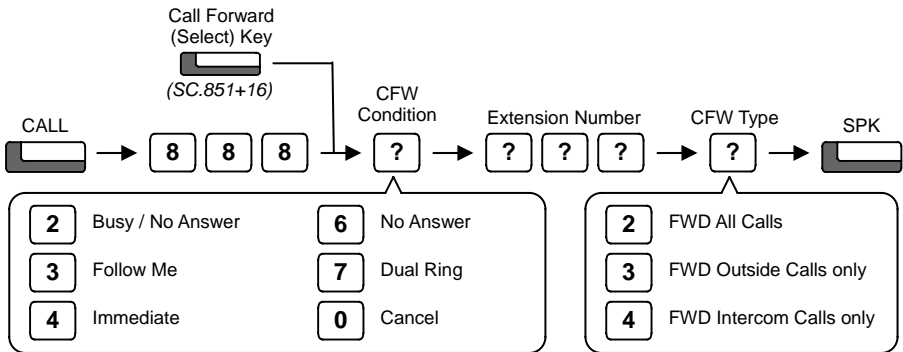 Call Forward
(Select) Key
(SC.851+16)
CFW
Condition
Extension Number
CFW Type
CALL
SPK
8 8 8 ? ? ? ? ?
2 Busy / No Answer
6 No Answer
3 Follow Me
7 Dual Ring
4 Immediate
0 Cancel
2 FWD All Calls
3 FWD Outside Calls only
4 FWD Intercom Calls only